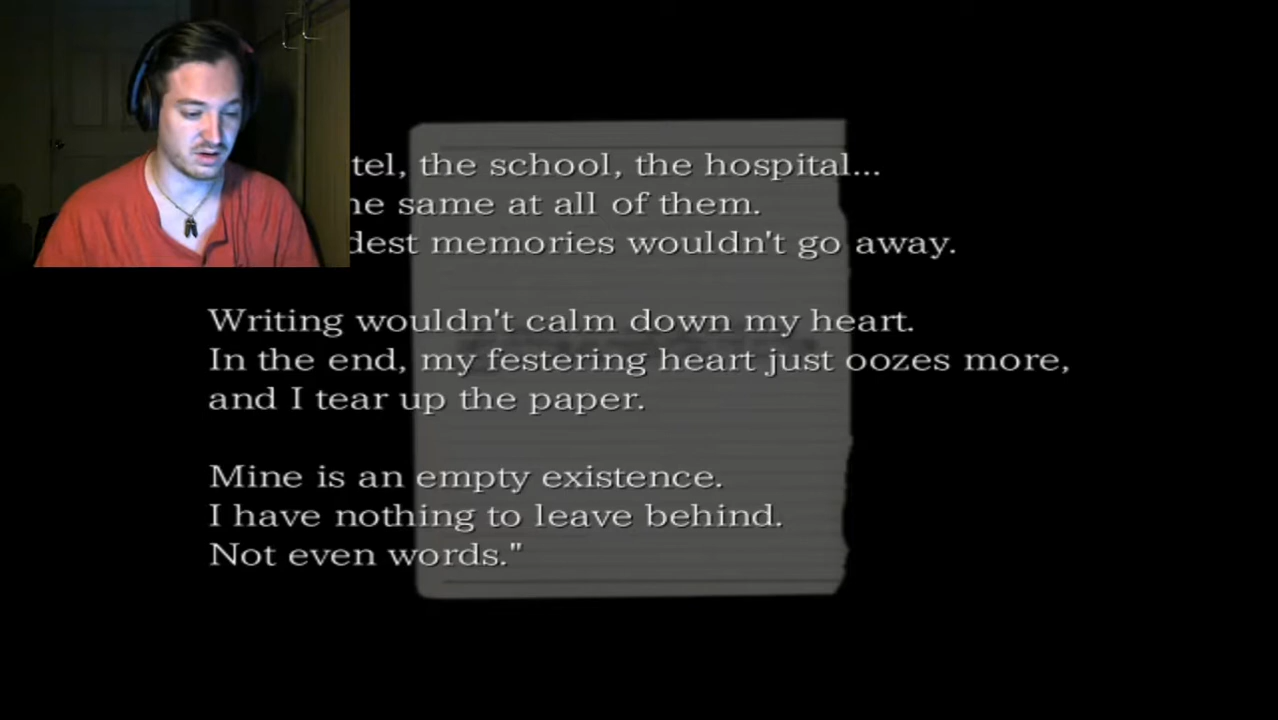 the school, the hospital...
same at all of them.
memories wouldn't go away.
Writing wouldn't calm down my heart.
In the end, my festering heart just oozes more,
and I tear up the paper.
Mine is an empty existence.
I have nothing to leave behind.
Not even words."